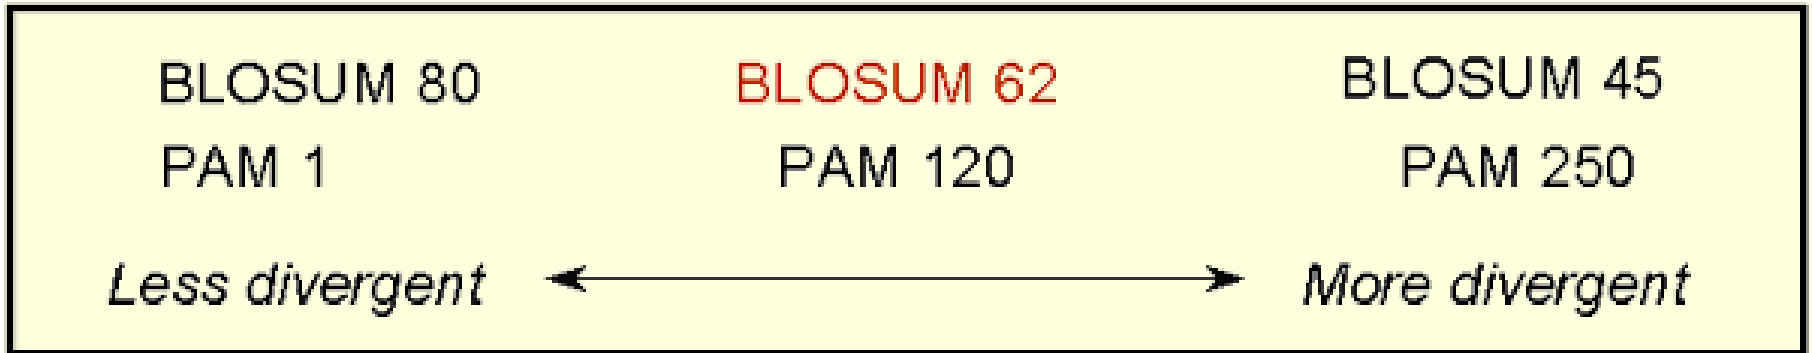 BLOSUM 80 BLOSUM 62 BLOSUM 45
PAM 1 PAM 120 PAM 250
Less divergent More divergent